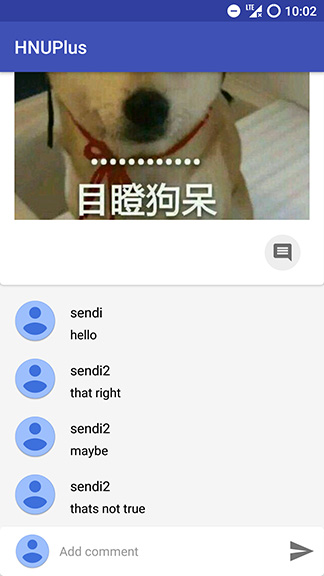 LTE 10:02
HNUPlus
............
目瞪狗呆
sendi
hello
sendi2
that right
sendi2
maybe
sendi2
thats not true
Add comment